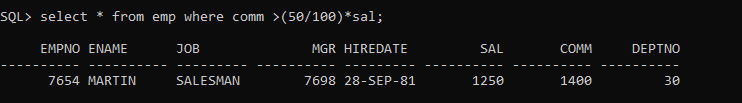 SQL> select * from emp where comm >(50/100)*sal;
EMPNO ENAME JOB MGR HIREDATE SAL COMM DEPTNO
---------- ---------- --------- ---------- --------- ---------- ---------- ----------
7654 MARTIN SALESMAN 7698 28-SEP-81 1250 1400 30